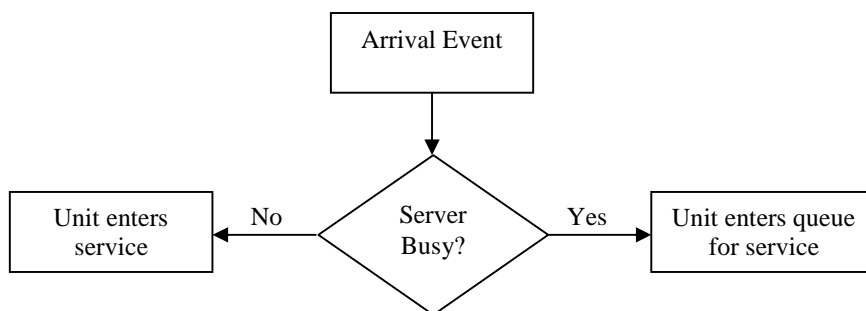 Arrival Event
Unit enters
service
No
Server
Busy?
Yes
Unit enters queue
for service